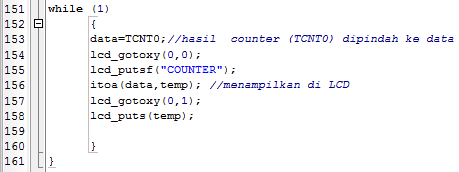 151 while (1)
152 {
153 data=TCNT0;//hasil counter (TCNT0) dipindah ke data
154 lcd_gotoxy(0,0);
155 lcd_putsf("COUNTER");
156 itoa(data,temp); //menampilkan di LCD
157 lcd_gotoxy(0,1);
158 lcd_puts(temp);
159
160 }
161 }